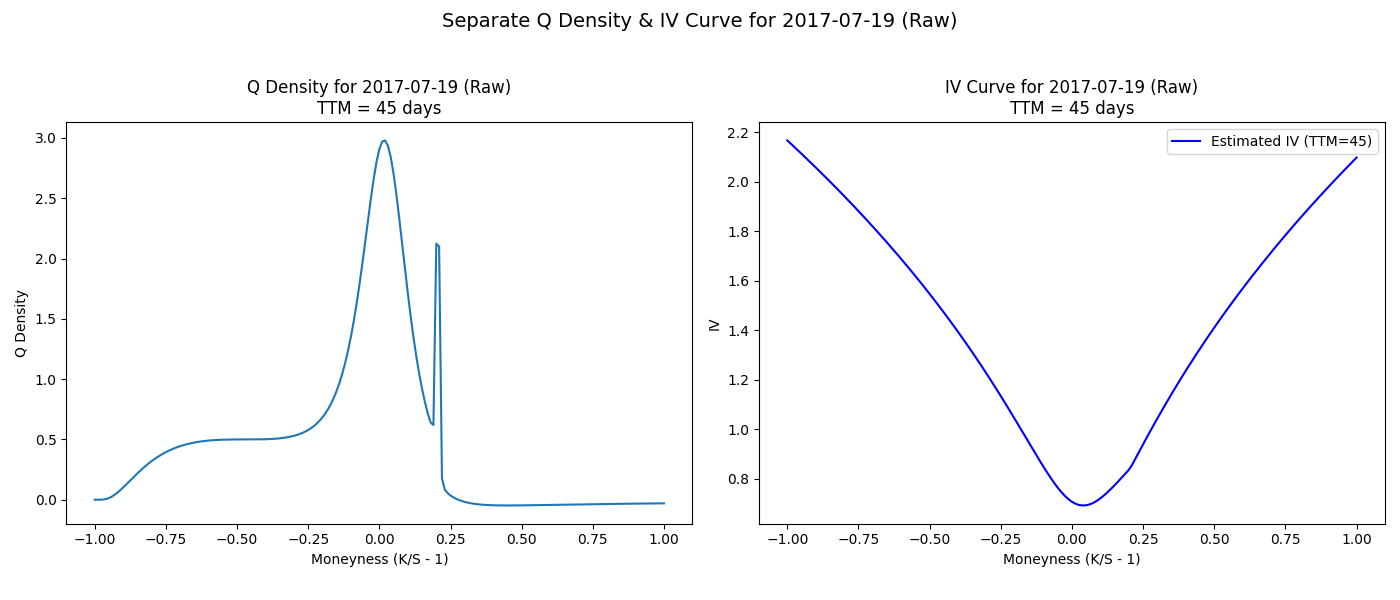 Separate Q Density & IV Curve for 2017-07-19 (Raw)
Q Density for 2017-07-19 (Raw)
TTM = 45 days
3.0
2.5
2.0
1.5
1.0
0.5
0.0
Q Density
−1.00 −0.75 −0.50 −0.25 0.00 0.25 0.50 0.75 1.00
Moneyness (K/S - 1)
IV Curve for 2017-07-19 (Raw)
TTM = 45 days
Estimated IV (TTM=45)
2.2
2.0
1.8
1.6
1.4
1.2
1.0
0.8
IV
−1.00 −0.75 −0.50 −0.25 0.00 0.25 0.50 0.75 1.00
Moneyness (K/S - 1)